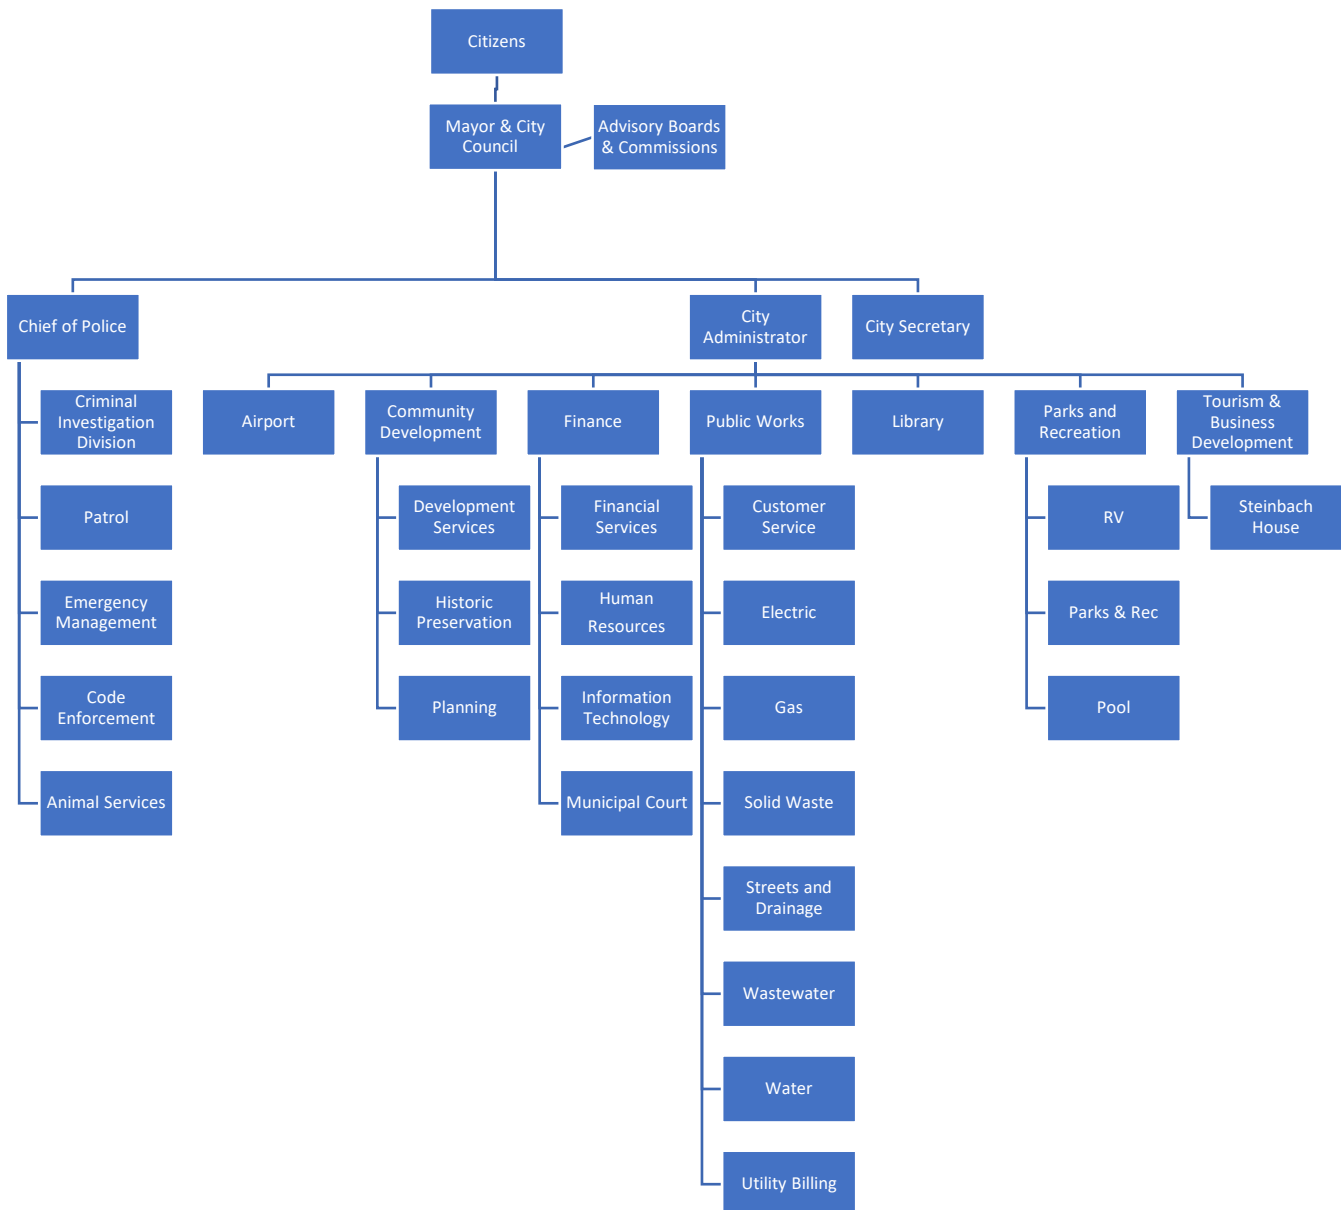 Citizens
Mayor & City
Council
Advisory Boards
& Commissions
Chief of Police
City
Administrator
City Secretary
Criminal
Investigation
Division
Patrol
Emergency
Management
Code
Enforcement
Animal Services
Airport
Community
Development
Development
Services
Historic
Preservation
Planning
Finance
Financial
Services
Human
Resources
Information
Technology
Municipal Court
Public Works
Customer
Service
Electric
Gas
Solid Waste
Streets and
Drainage
Wastewater
Water
Utility Billing
Library
Parks and
Recreation
RV
Parks & Rec
Pool
Tourism &
Business
Development
Steinbach
House